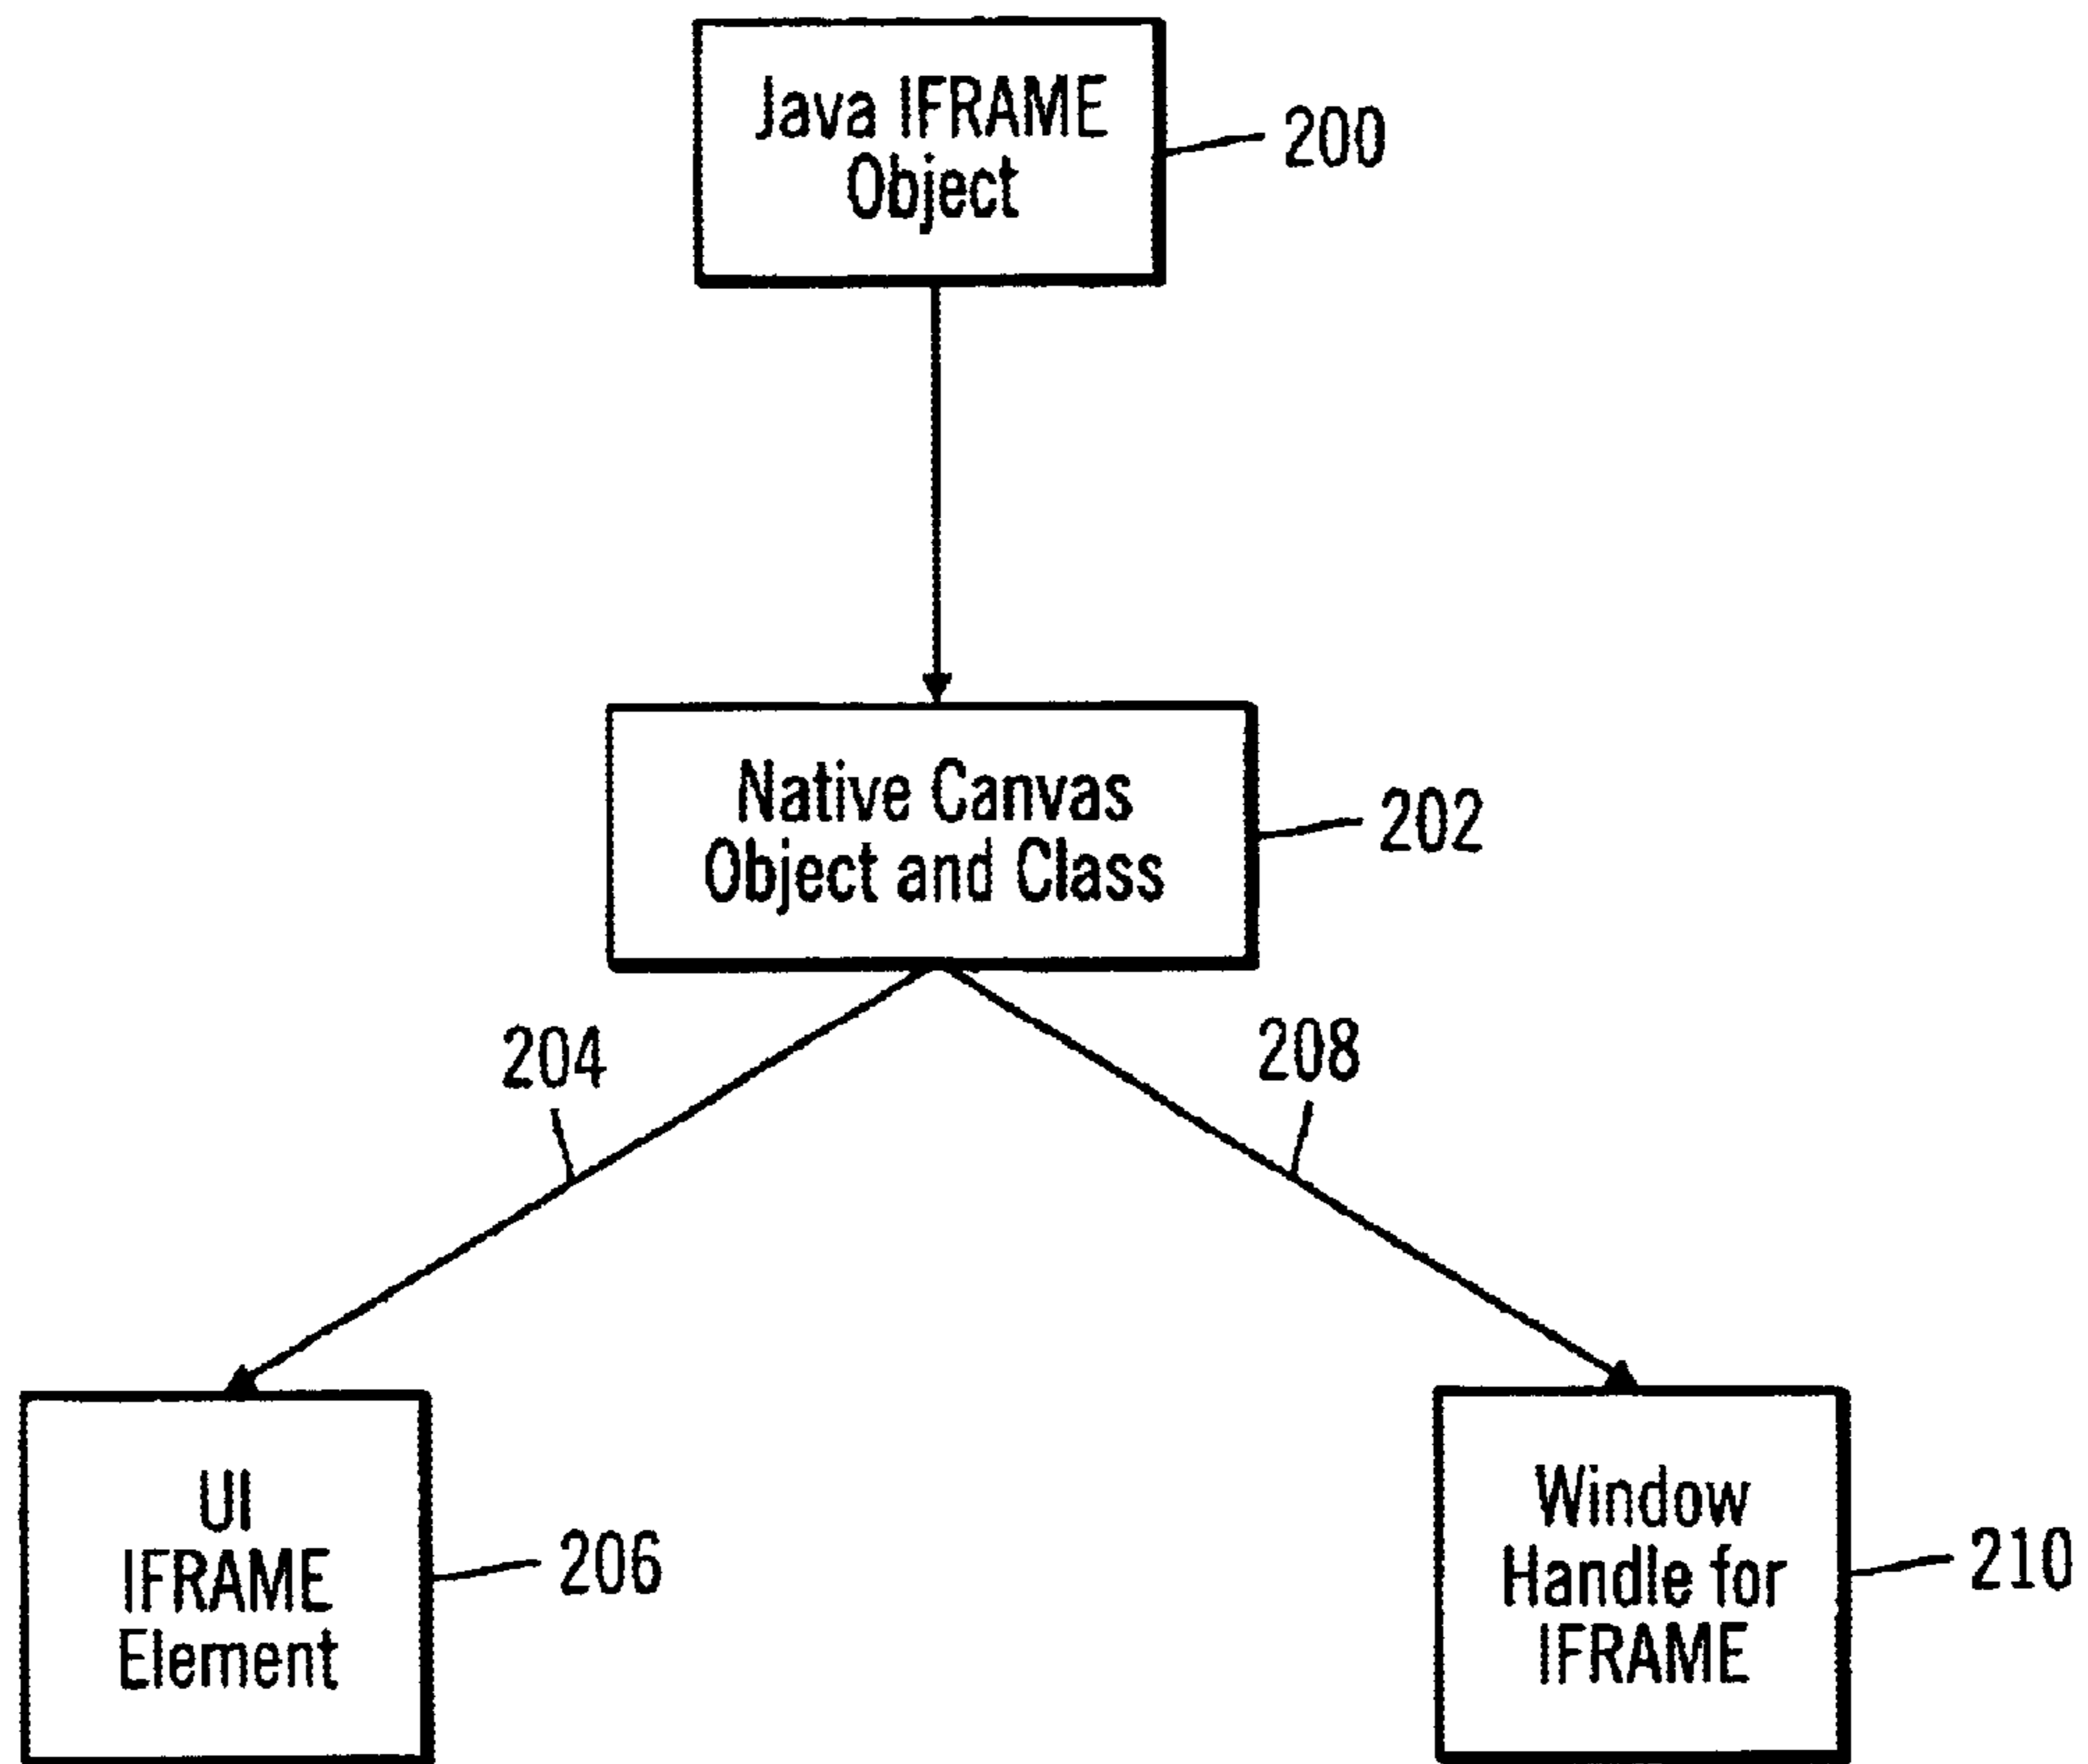 Java IFRAME
Object
200
Native Canvas
Object and Class
202
204
208
UI
IFRAME
Element
206
Window
Handle for
IFRAME
210